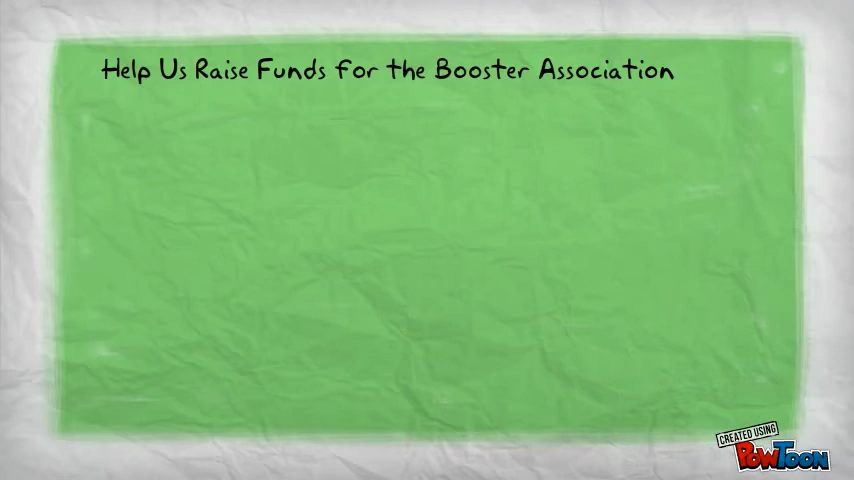 Help Us Raise Funds for the Booster Association
CREATED USING
POWTOON